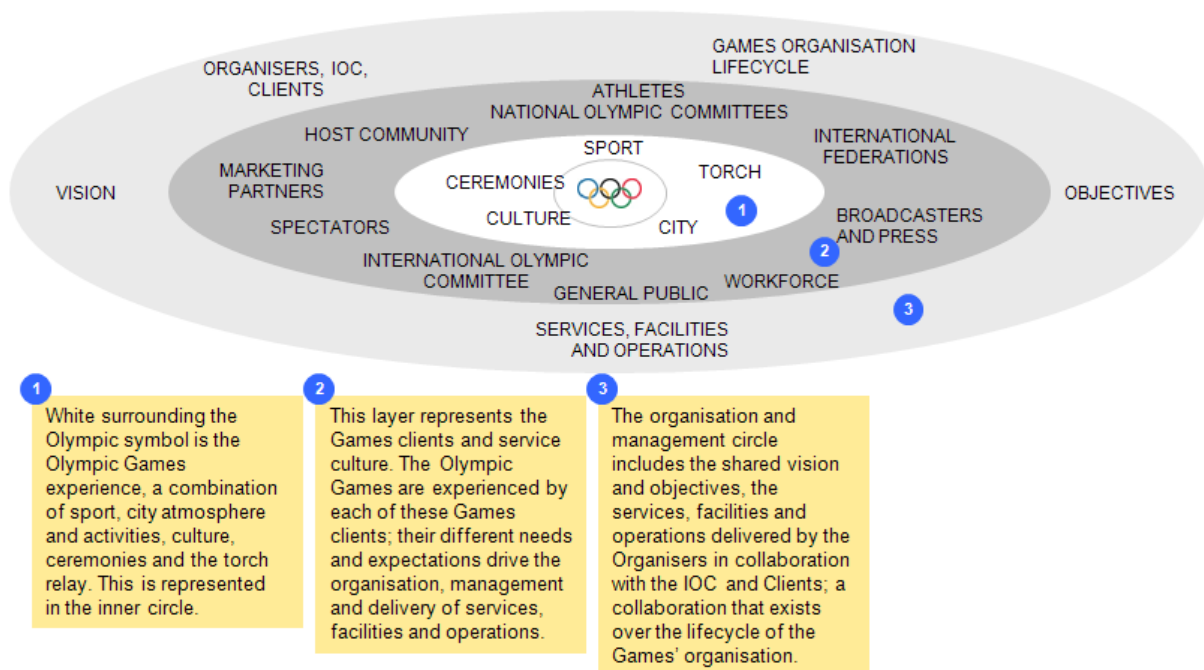 GAMES ORGANISATION
LIFECYCLE
ORGANISERS, IOC,
CLIENTS
ATHLETES
NATIONAL OLYMPIC COMMITTEES
HOST COMMUNITY
INTERNATIONAL
FEDERATIONS
SPORT
MARKETING
PARTNERS
TORCH
CEREMONIES
VISION
OBJECTIVES
1
CULTURE
CITY
BROADCASTERS
AND PRESS
SPECTATORS
2
INTERNATIONAL OLYMPIC
COMMITTEE
WORKFORCE
GENERAL PUBLIC
3
SERVICES, FACILITIES
AND OPERATIONS
1
White surrounding the
Olympic symbol is the
Olympic Games
experience, a combination
of sport, city atmosphere
and activities, culture,
ceremonies and the torch
relay. This is represented
in the inner circle.
2
This layer represents the
Games clients and service
culture. The Olympic
Games are experienced by
each of these Games
clients; their different needs
and expectations drive the
organisation, management
and delivery of services,
facilities and operations.
3
The organisation and
management circle
includes the shared vision
and objectives, the
services, facilities and
operations delivered by the
Organisers in collaboration
with the IOC and Clients; a
collaboration that exists
over the lifecycle of the
Games' organisation.